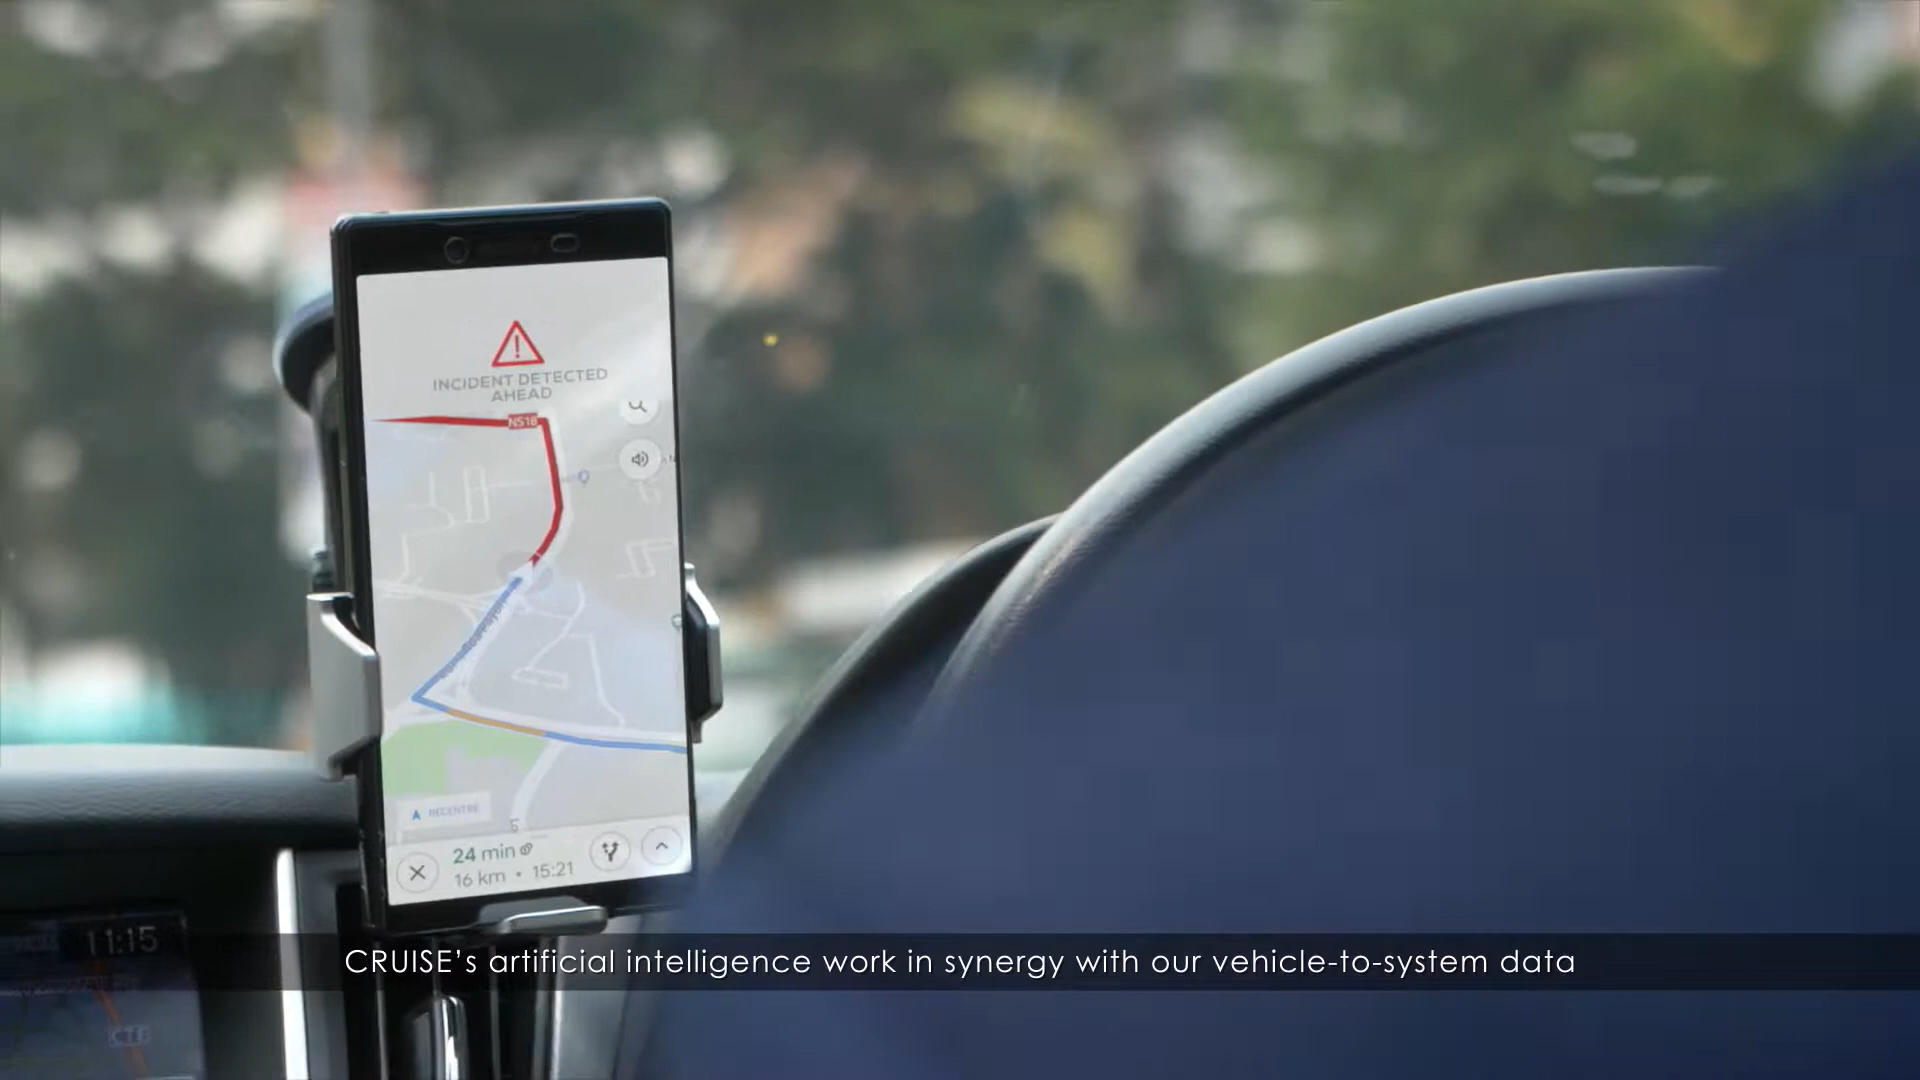 INCIDENT DETECTED
AHEAD
NS18
RECENTRE
24 min
16 km • 15:21
11:15
CRUISE's artificial intelligence work in synergy with our vehicle-to-system data